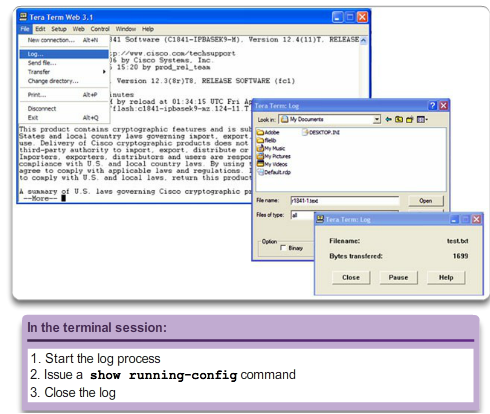 Tera Term Web 3.1
File Edit Setup Web Control Window Help
New connection... Alt+N
Log...
Send file...
Transfer
Change directory...
Print... Alt+P
Disconnect
Exit Alt+Q
41 Software (C1841-IPBASEK9-M), Version 12.4(11)T, RELEASE
p://www.cisco.com/techsupport
06 by Cisco Systems, Inc.
15:20 by prod_rel_team
Version 12.3(8r)T8, RELEASE SOFTWARE (fc1)
inutes
by reload at 01:34:15 UTC Fri Ap
flash:c1841-ipbasek9-mz.124-11
This product contains cryptographic features and is su
States and local country laws governing import, export,
use. Delivery of Cisco cryptographic products does not
third-party authority to import, export, distribute or
Importers, exporters, distributors and users are respon
compliance with U.S. and local country laws. By using t
agree to comply with applicable laws and regulations. I
to comply with U.S. and local laws, return this product
A summary of U.S. laws governing Cisco cryptographic pr
--More--
Tera Term: Log
Look in: My Documents
Adobe
filelib
My Music
My Pictures
My Videos
Default.rdp
DESKTOP.INI
File name: r1841-1.text Open
Files of type: all
Option
Binary
Tera Term: Log
Filename: test.txt
Bytes transfered: 1699
Close Pause Help
In the terminal session:
1. Start the log process
2. Issue a show running-config command
3. Close the log